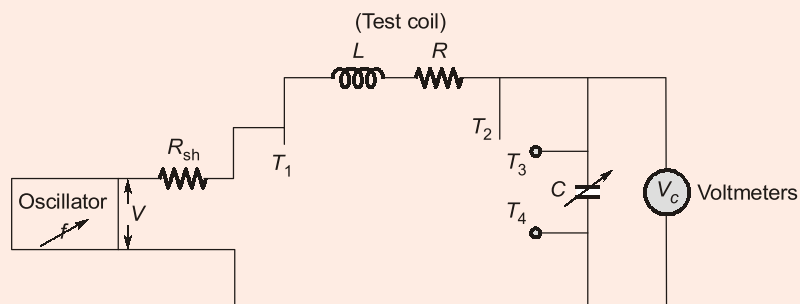 (Test coil)
L R
R_sh
T_1
T_2
T_3
T_4
Oscillator
f
V
C
V_c Voltmeters